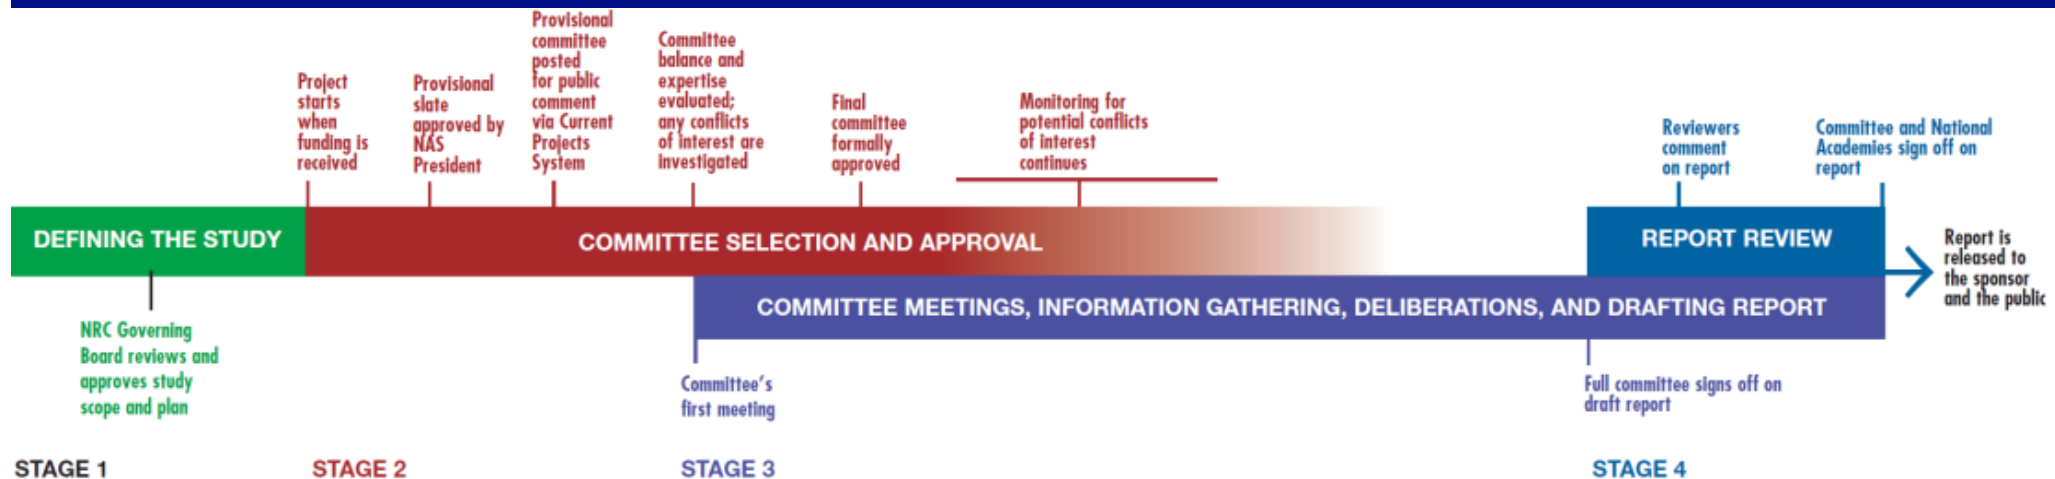 Project
starts
when
funding is
received
Provisional
slate
approved by
NAS
President
Provisional
committee
posted
for public
comment
via Current
Projects
System
Committee
balance and
expertise
evaluated;
any conflicts
of interest are
investigated
Final
committee
formally
approved
Monitoring for
potential conflicts
of interest
continues
Reviewers
comment
on report
Committee and National
Academies sign off on
report
DEFINING THE STUDY
COMMITTEE SELECTION AND APPROVAL
REPORT REVIEW
Report is
released to
the sponsor
and the public
COMMITTEE MEETINGS, INFORMATION GATHERING, DELIBERATIONS, AND DRAFTING REPORT
NRC Governing
Board reviews and
approves study
scope and plan
Committee's
first meeting
Full committee signs off on
draft report
STAGE 1
STAGE 2
STAGE 3
STAGE 4